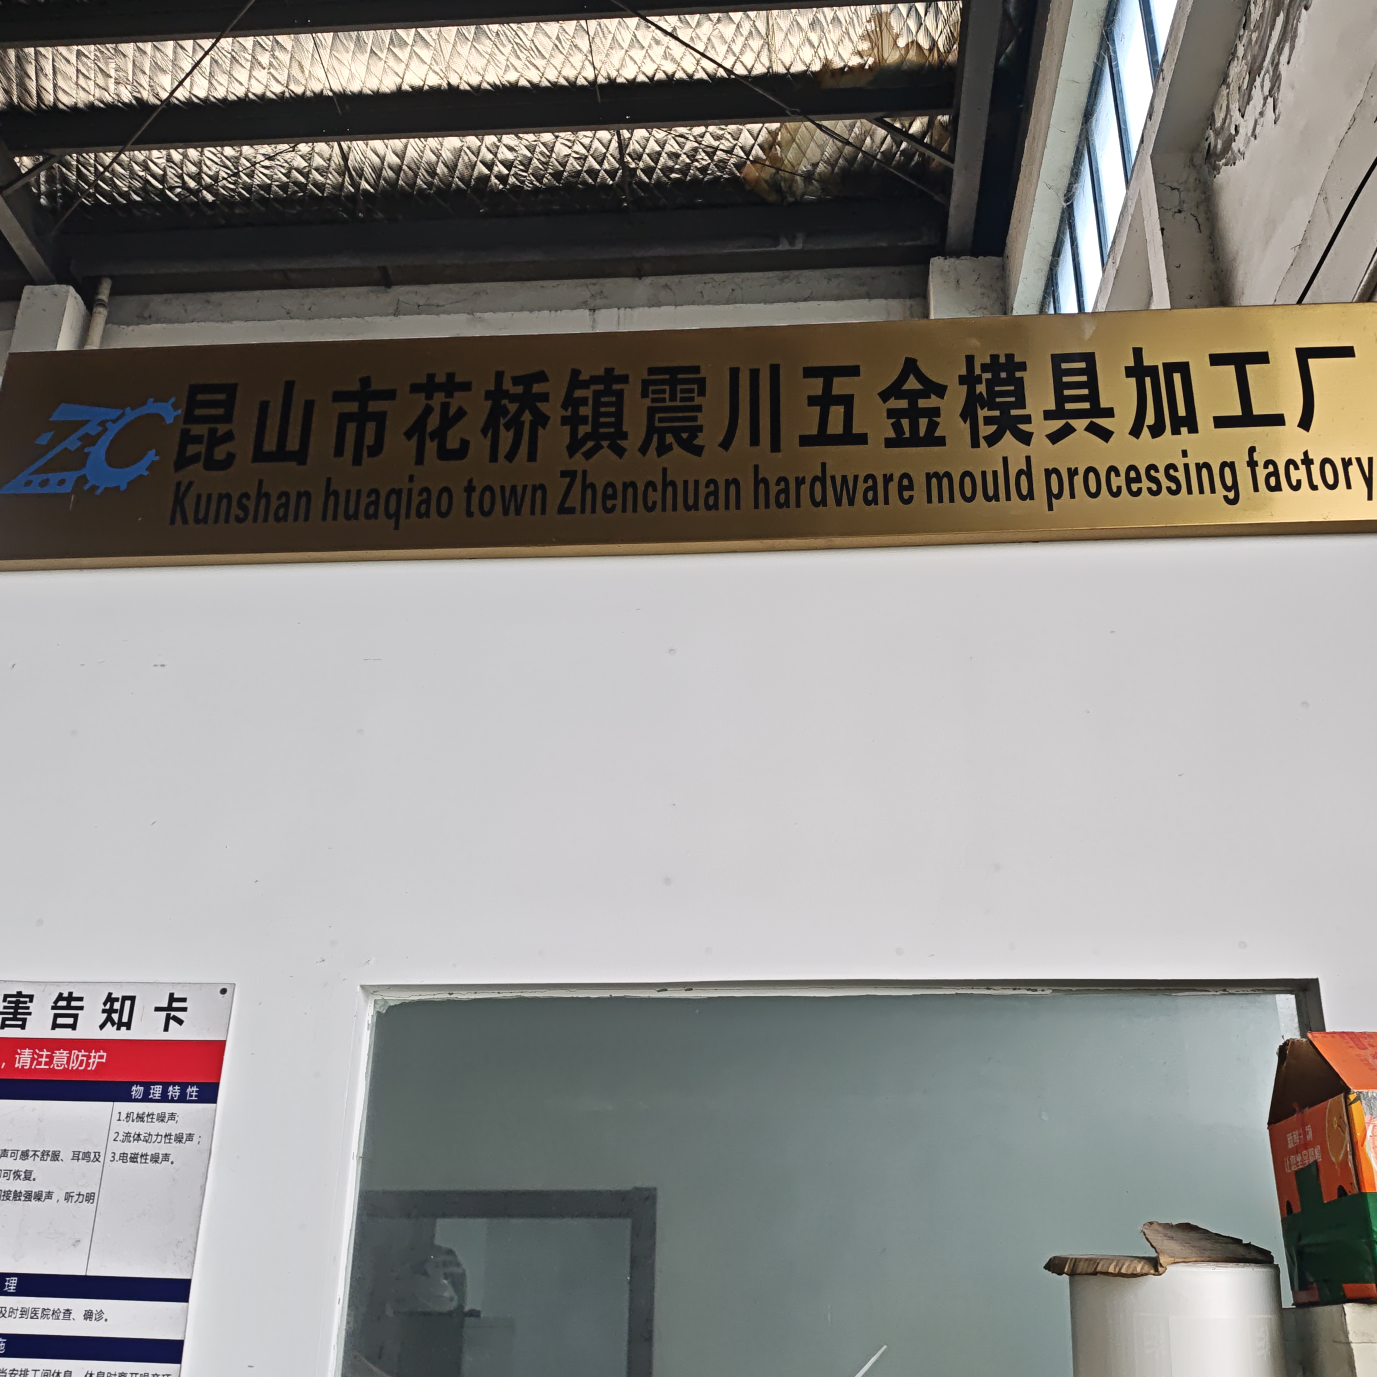 ZC
昆山市花桥镇震川五金模具加工厂
Kunshan huaqiao town Zhenchuan hardware mould processing factory
害告知卡
，请注意防护
物理特性
1.机械性噪声;
2.流体动力性噪声；
3.电磁性噪声。
声可感不舒服、耳鸣及
可恢复。
接触强噪声，听力明
理
及时到医院检查、确诊。
施